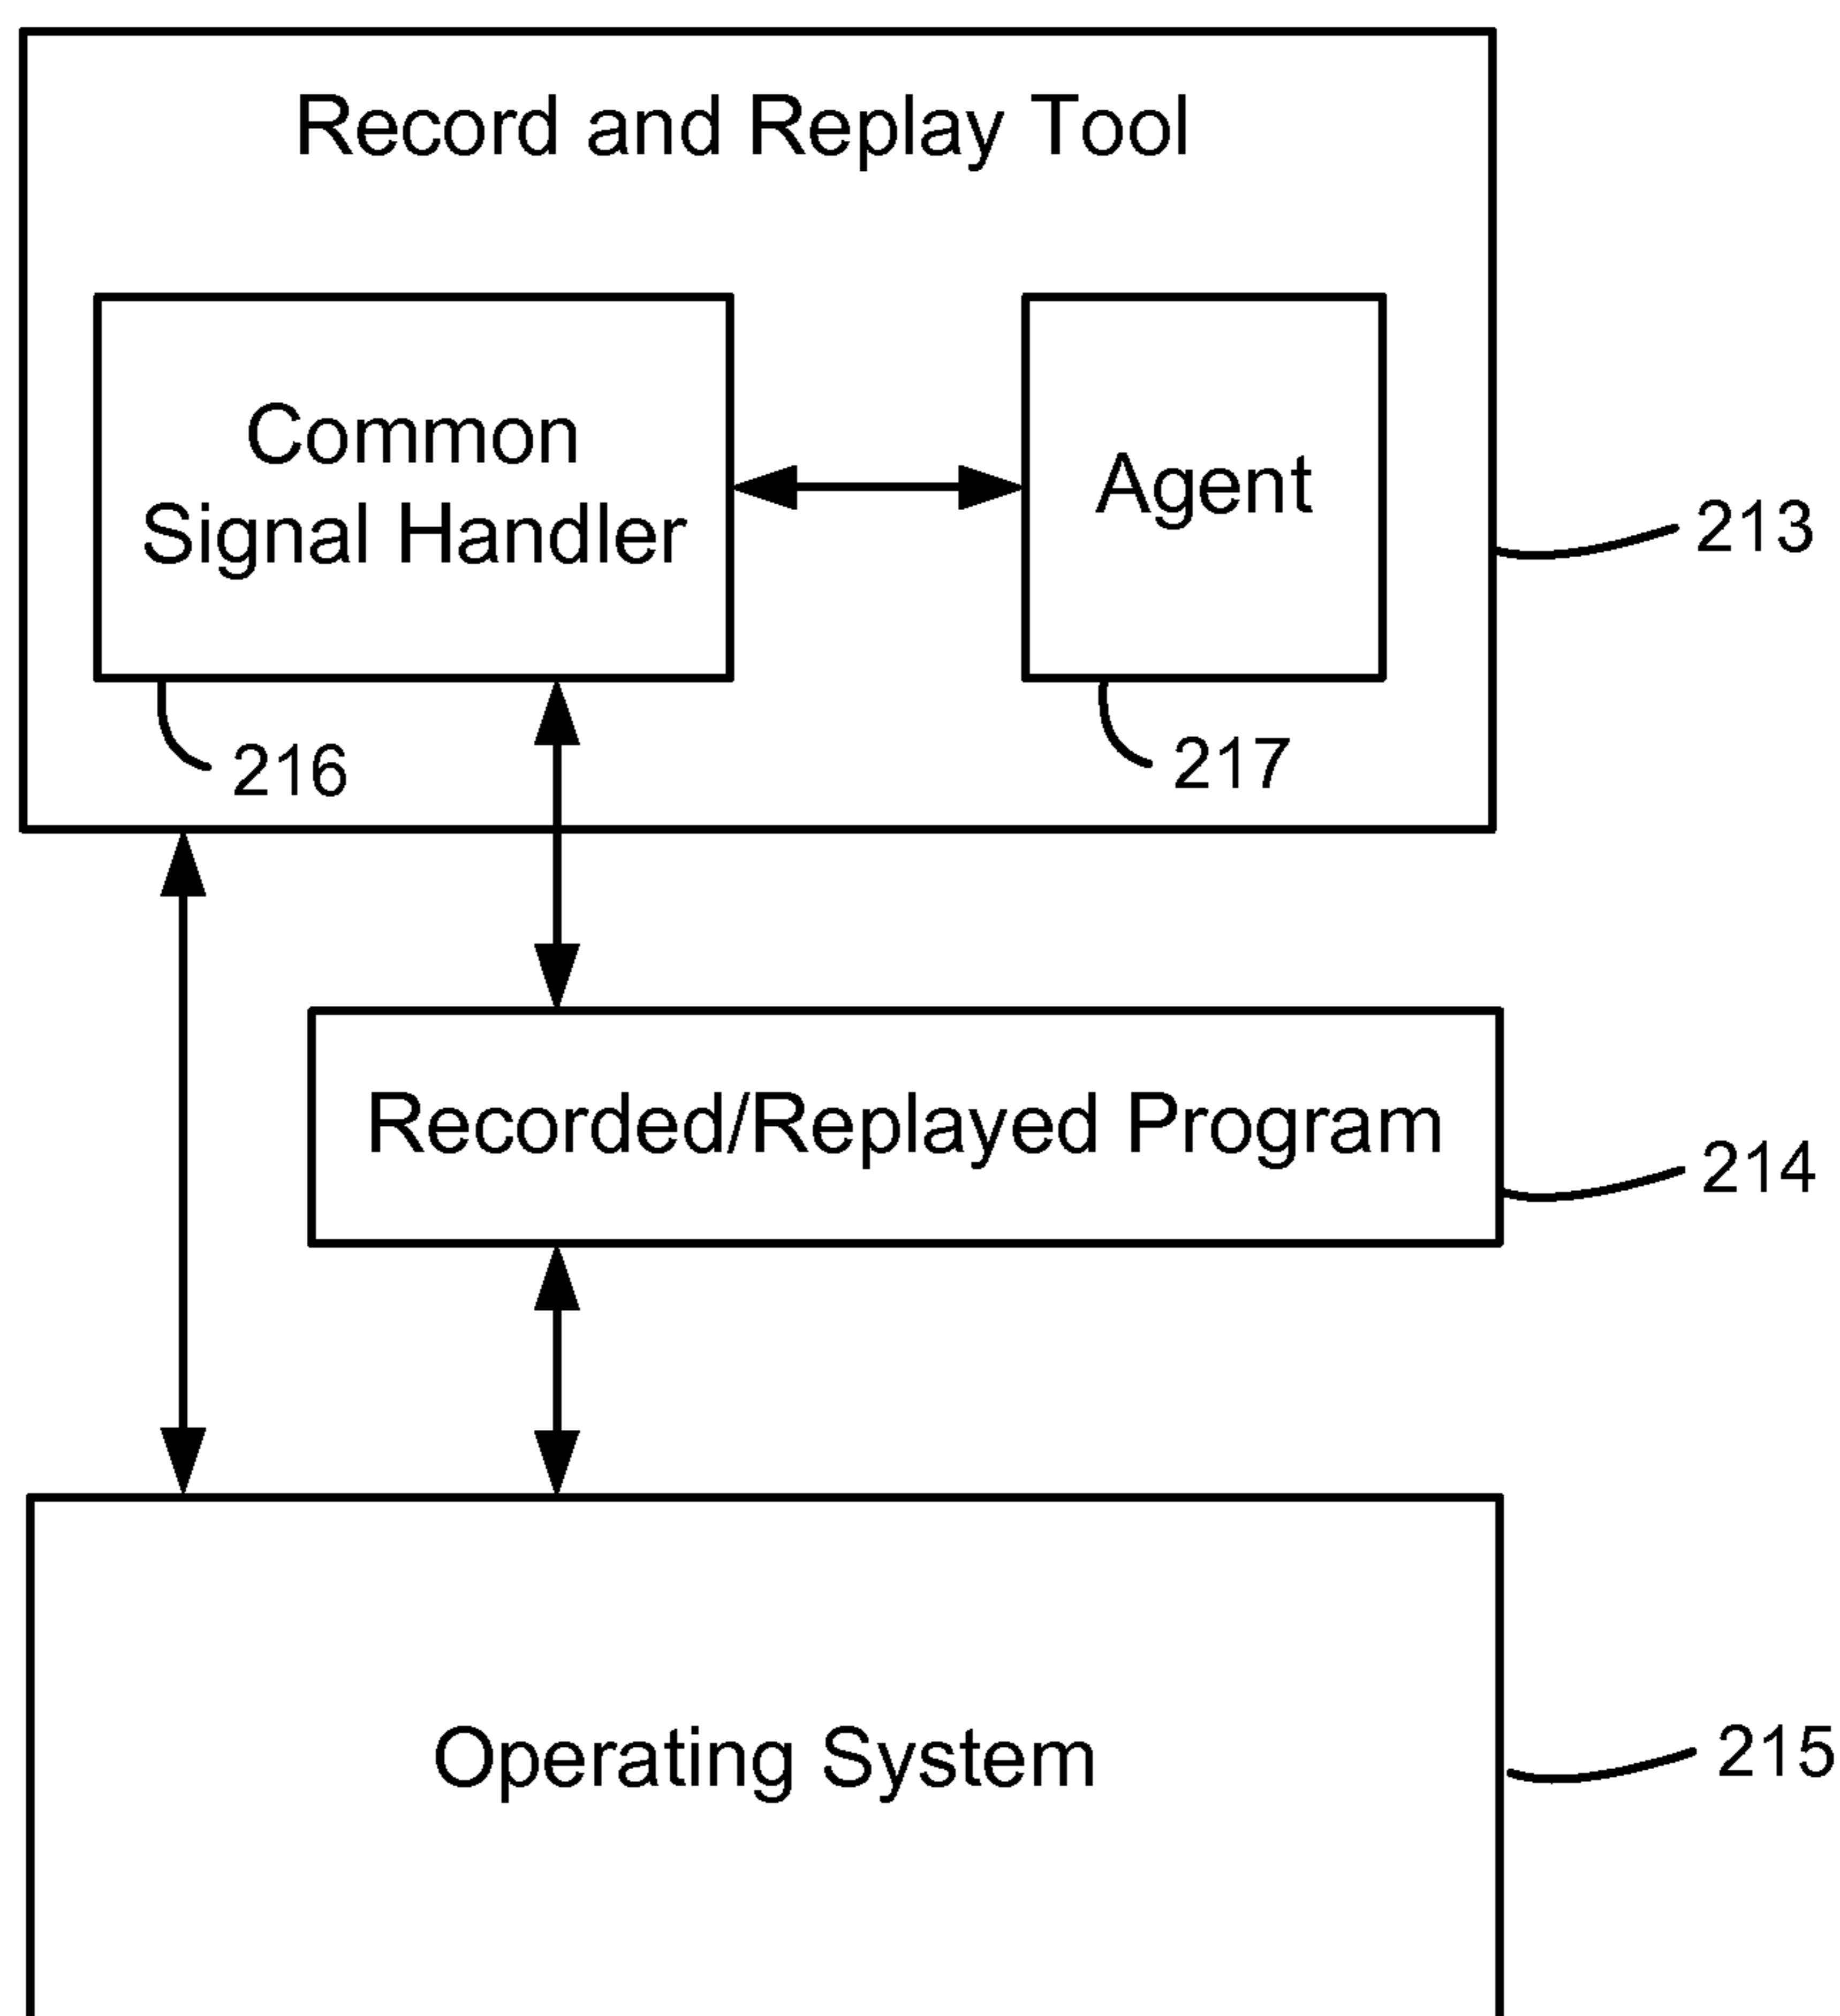 Record and Replay Tool
Common
Signal Handler
Agent
213
216
217
Recorded/Replayed Program
214
Operating System
215